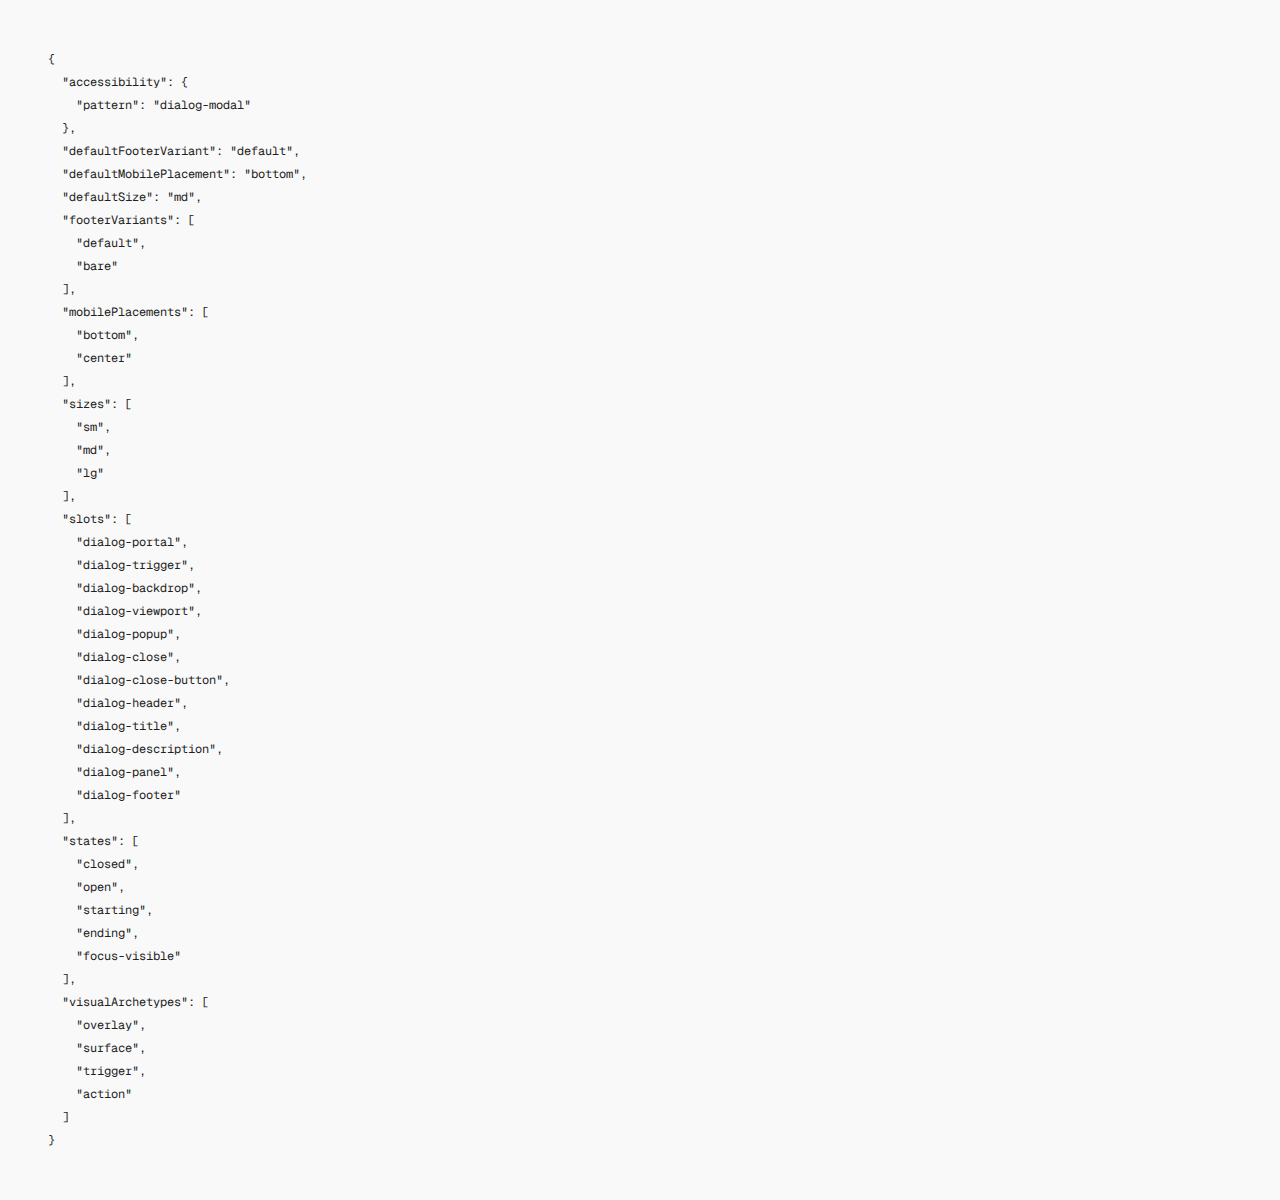 {
  "accessibility": {
    "pattern": "dialog-modal"
  },
  "defaultFooterVariant": "default",
  "defaultMobilePlacement": "bottom",
  "defaultSize": "md",
  "footerVariants": [
    "default",
    "bare"
  ],
  "mobilePlacements": [
    "bottom",
    "center"
  ],
  "sizes": [
    "sm",
    "md",
    "lg"
  ],
  "slots": [
    "dialog-portal",
    "dialog-trigger",
    "dialog-backdrop",
    "dialog-viewport",
    "dialog-popup",
    "dialog-close",
    "dialog-close-button",
    "dialog-header",
    "dialog-title",
    "dialog-description",
    "dialog-panel",
    "dialog-footer"
  ],
  "states": [
    "closed",
    "open",
    "starting",
    "ending",
    "focus-visible"
  ],
  "visualArchetypes": [
    "overlay",
    "surface",
    "trigger",
    "action"
  ]
}